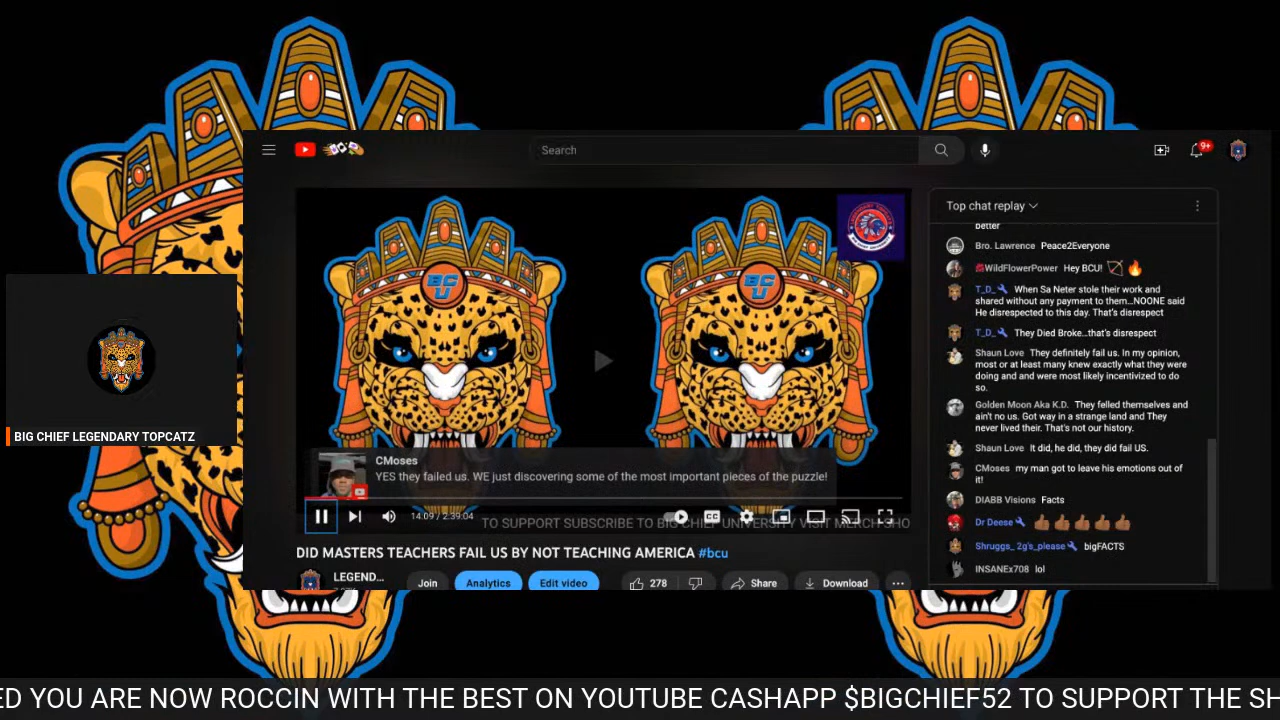 Search
9+
Top chat replay
better
Bro. Lawrence Peace2Everyone
WildFlowerPower Hey BCU!
T_D_ When Sa Neter stole their work and
shared without any payment to them...NOONE said
He disrespected to this day. That's disrespect
T_D_ They Died Broke...that's disrespect
Shaun Love They definitely fail us. In my opinion,
most or at least many knew exactly what they were
doing and and were most likely incentivized to do
so.
Golden Moon Aka K.D. They felled themselves and
ain't no us. Got way in a strange land and They
never lived their. That's not our history.
Shaun Love It did, he did, they did fail US.
CMoses my man got to leave his emotions out of
it!
DIABB Visions Facts
Dr Deese
Shruggs_ 2g's_please bigFACTS
INSANEx708 lol
BCU
BCU
CMoses
YES they failed us. WE just discovering some of the most important pieces of the puzzle!
14:09 / 2:39:04
CC
TO SUPPORT SUBSCRIBE TO BIG CHIEF UNIVERSITY VISIT MERCH SHO
DID MASTERS TEACHERS FAIL US BY NOT TEACHING AMERICA #bcu
LEGEND...
Join
Analytics
Edit video
278
Share
Download
BIG CHIEF LEGENDARY TOPCATZ
ED YOU ARE NOW ROCCIN WITH THE BEST ON YOUTUBE CASHAPP $BIGCHIEF52 TO SUPPORT THE SH